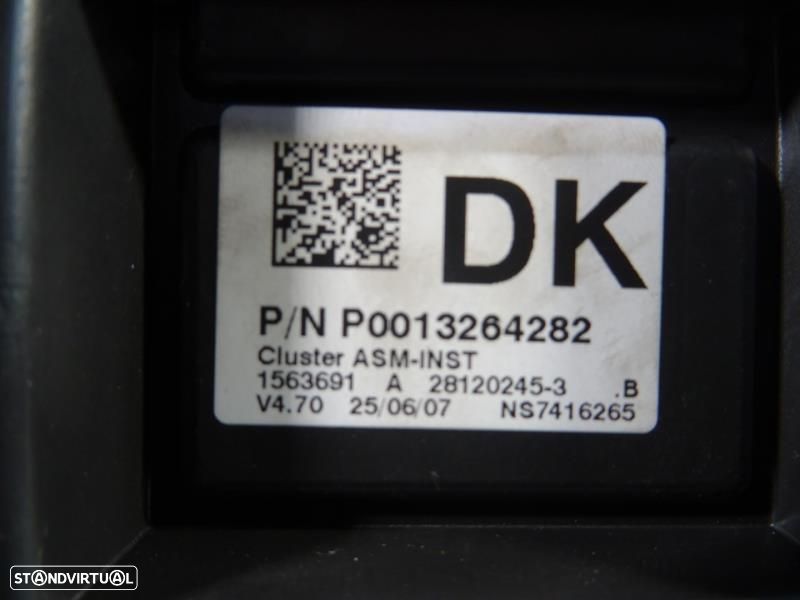 DK
P/N P0013264282
Cluster ASM-INST
1563691 A 28120245-3 .B
V4.70 25/06/07 NS7416265
STANDVIRTUAL